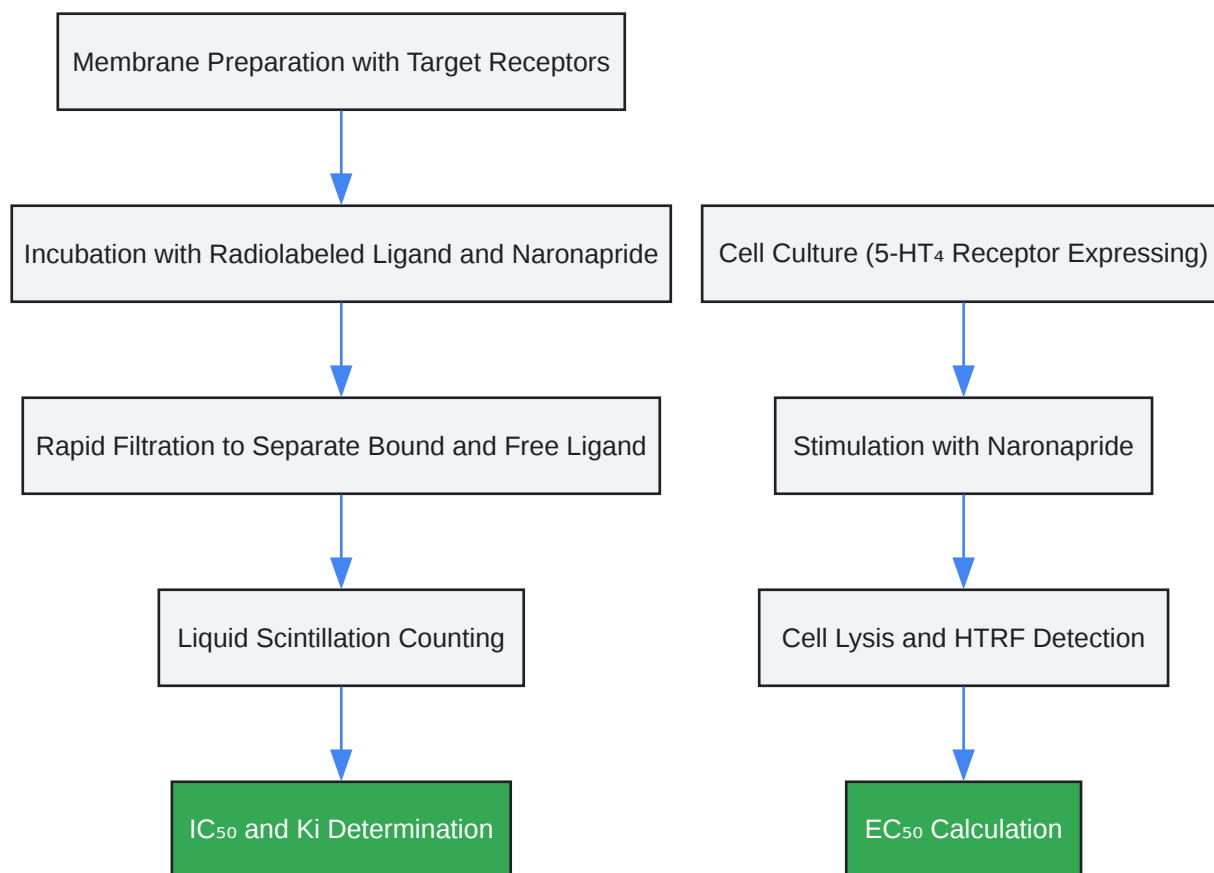 Membrane Preparation with Target Receptors
Incubation with Radiolabeled Ligand and Naronapride
Rapid Filtration to Separate Bound and Free Ligand
Liquid Scintillation Counting
IC₅₀ and Ki Determination
Cell Culture (5-HT₄ Receptor Expressing)
Stimulation with Naronapride
Cell Lysis and HTRF Detection
EC₅₀ Calculation